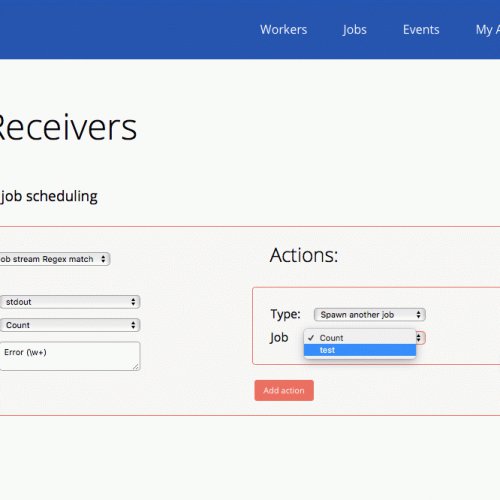 Workers Jobs Events My A
Receivers
job scheduling
ob stream Regex match
stdout
Count
Error (\w+)
Actions:
Type: Spawn another job
Job ✓ Count
test
Add action